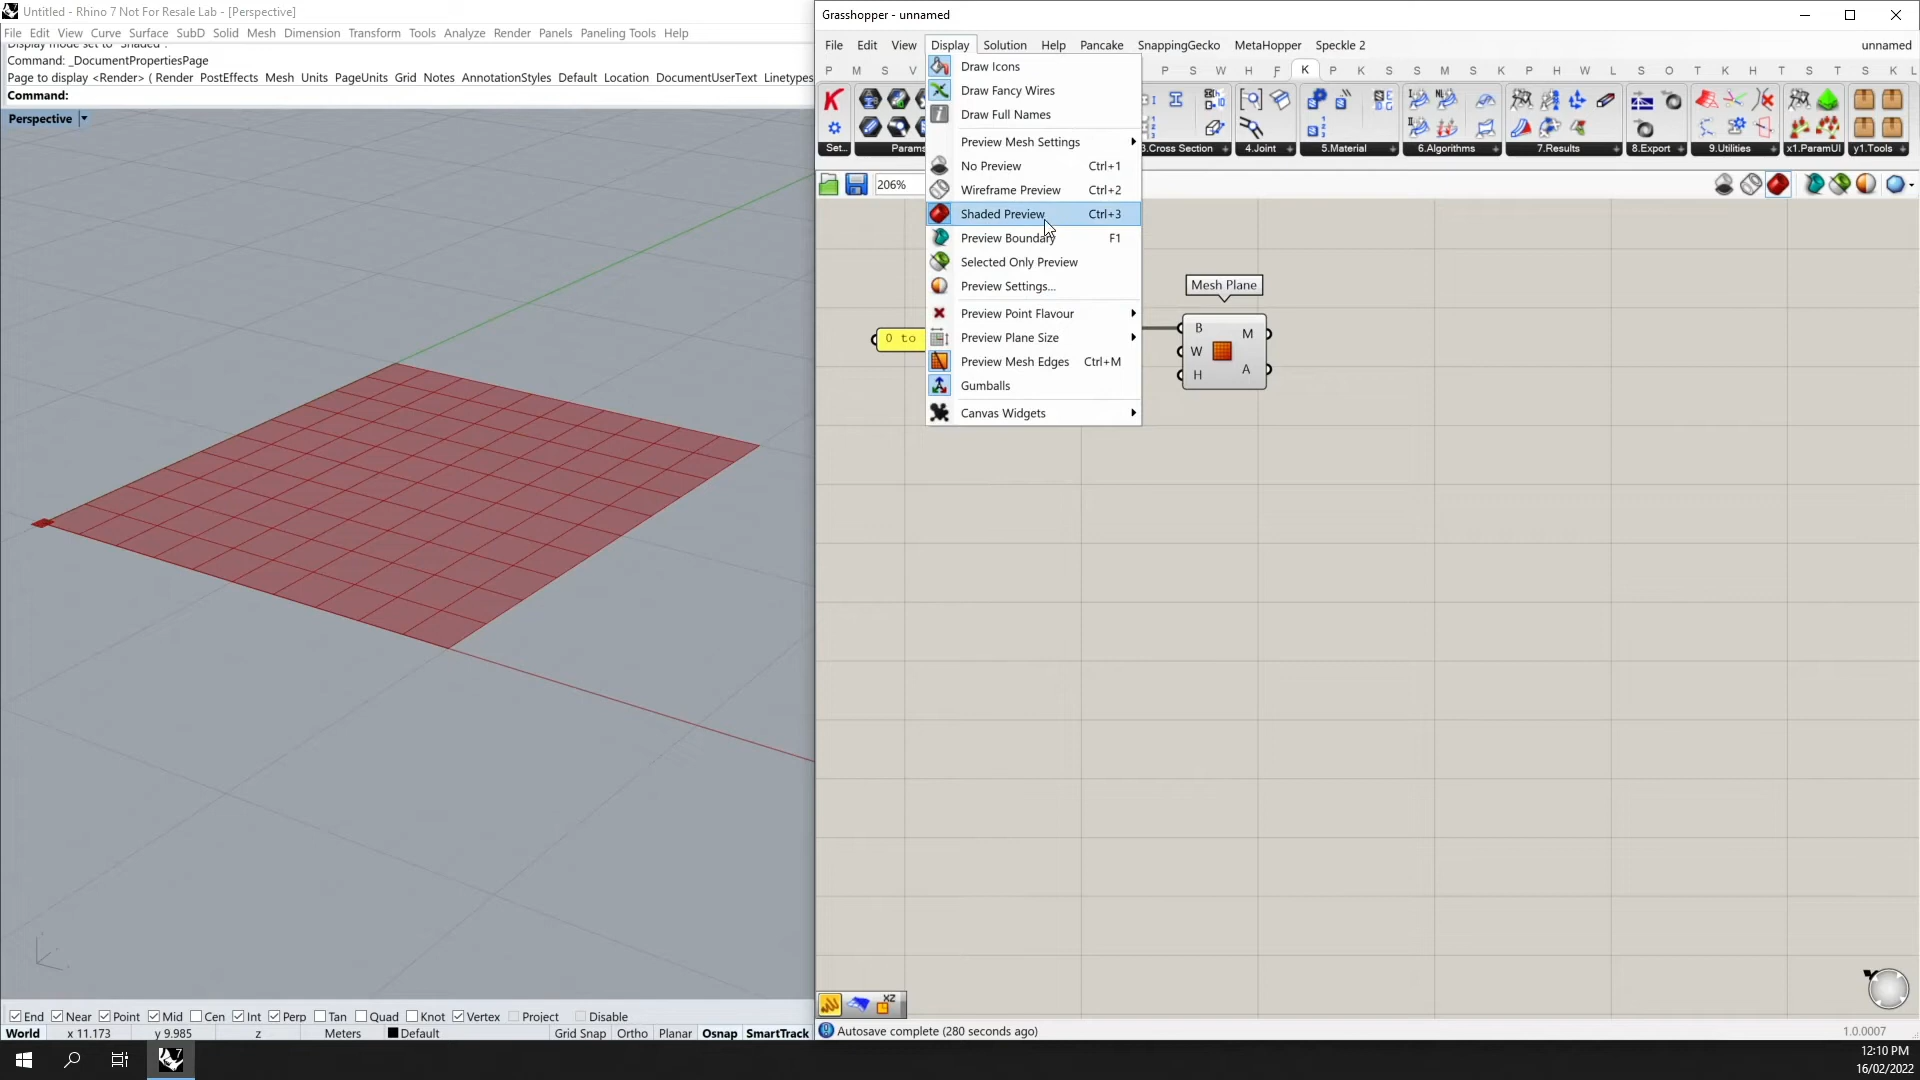 Untitled - Rhino 7 Not For Resale Lab - [Perspective]
File Edit View Curve Surface SubD Solid Mesh Dimension Transform Tools Analyze Render Panels Paneling Tools Help
Display mode set to "Shaded".
Command: _DocumentPropertiesPage
Page to display <Render> ( Render PostEffects Mesh Units PageUnits Grid Notes AnnotationStyles Default Location DocumentUserText Linetypes
Command:
Perspective
Grasshopper - unnamed
File Edit View Display Solution Help Pancake SnappingGecko MetaHopper Speckle 2 unnamed
P M S V P S W H F K P K S S M S K P H W L S T K H T S T S K L
Set... Params 3.Cross Section 4.Joint 5.Material 6.Algorithms 7.Results 8.Export 9.Utilities x1.ParamUI y1.Tools
206%
Draw Icons
Draw Fancy Wires
Draw Full Names
Preview Mesh Settings
No Preview Ctrl+1
Wireframe Preview Ctrl+2
Shaded Preview Ctrl+3
Preview Boundary F1
Selected Only Preview
Preview Settings...
Preview Point Flavour
Preview Plane Size
Preview Mesh Edges Ctrl+M
Gumballs
Canvas Widgets
0 to
Mesh Plane
B
W
H
M
A
XZ
Autosave complete (280 seconds ago)
1.0.0007
End Near Point Mid Cen Int Perp Tan Quad Knot Vertex Project Disable
World x 11.173 y 9.985 z Meters Default Grid Snap Ortho Planar Osnap SmartTrack
12:10 PM
16/02/2022